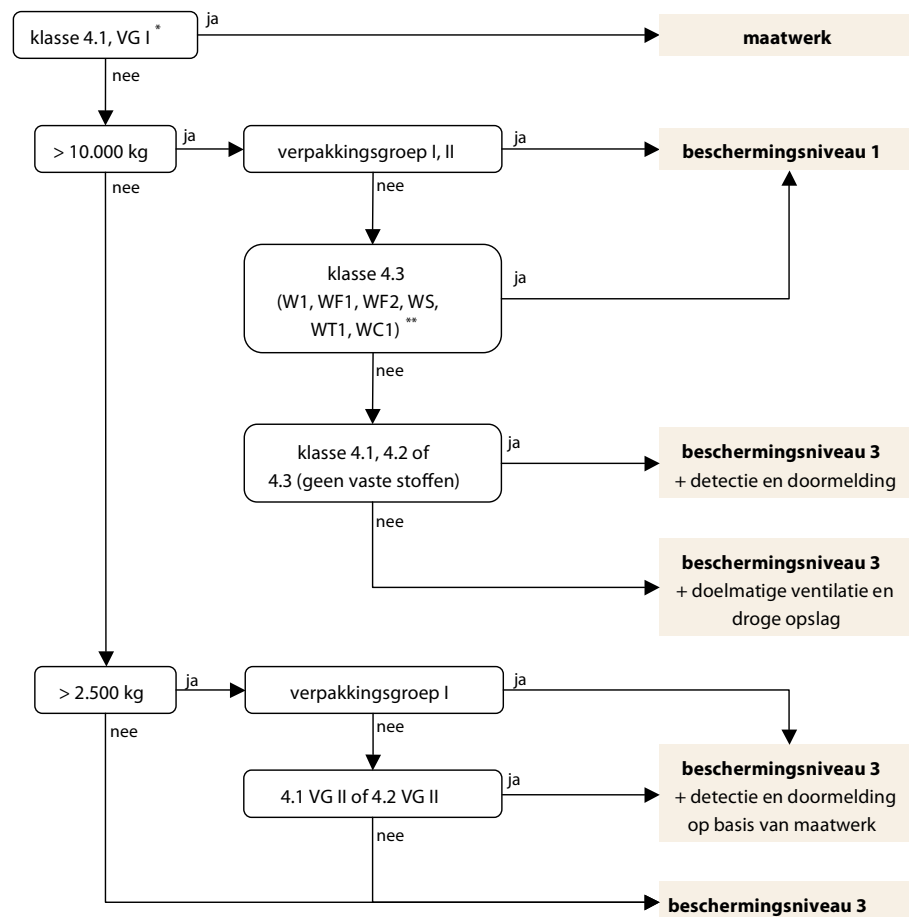 klasse 4.1, VG I *
ja
maatwerk
nee
> 10.000 kg
ja
verpakkingsgroep I, II
ja
beschermingsniveau 1
nee
nee
klasse 4.3
(W1, WF1, WF2, WS,
WT1, WC1) **
ja
nee
klasse 4.1, 4.2 of
4.3 (geen vaste stoffen)
ja
beschermingsniveau 3
+ detectie en doormelding
nee
beschermingsniveau 3
+ doelmatige ventilatie en
droge opslag
> 2.500 kg
ja
verpakkingsgroep I
ja
nee
nee
4.1 VG II of 4.2 VG II
ja
beschermingsniveau 3
+ detectie en doormelding
op basis van maatwerk
nee
beschermingsniveau 3